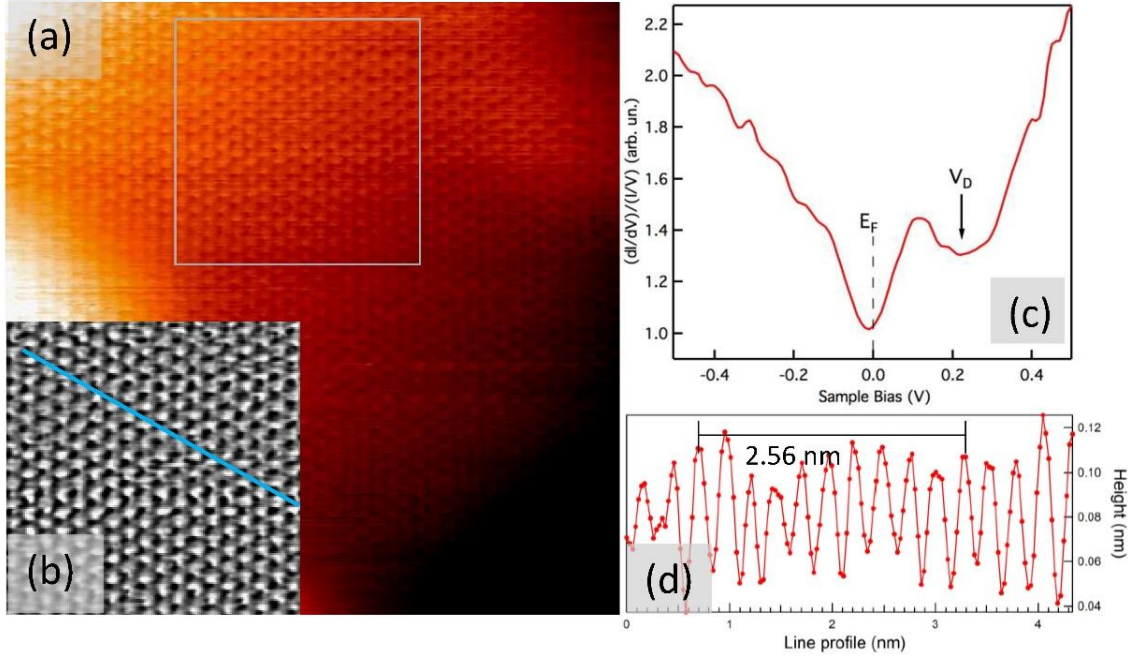 (a)
(b)
2.2
2.0
1.8
1.6
1.4
1.2
1.0
(dI/dV)/(I/V) (arb. un.)
V_D
E_F
(c)
-0.4 -0.2 0.0 0.2 0.4
Sample Bias (V)
2.56 nm
(d)
0.12
0.10
0.08
0.06
0.04
Height (nm)
0 1 2 3 4
Line profile (nm)